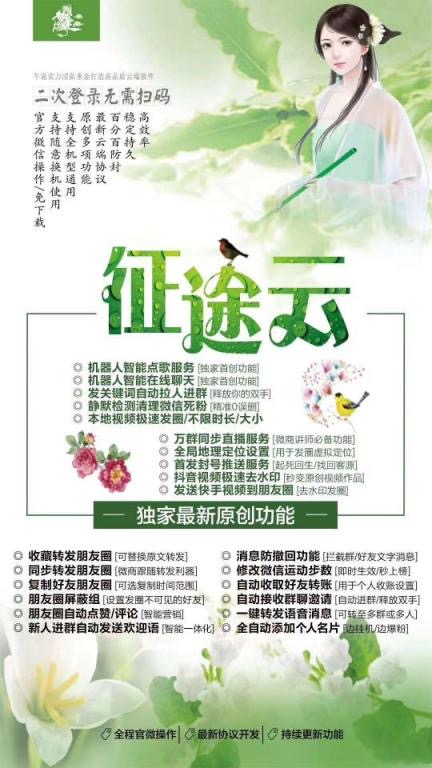 牛逼实力团队重金打造高品质云端软件
二次登录无需扫码
高效率
稳定持久
百分百防封
最新云端协议
原创多项功能
支持全机型通用
支持随意换机使用
官方微信操作/免下载
征途云
◎ 机器人智能点歌服务 [独家首创功能]
◎ 机器人智能在线聊天 [独家首创功能]
◎ 发关键词自动拉人进群 [释放你的双手]
◎ 静默检测清理微信死粉 [精准0误删]
◎ 本地视频极速发圈/不限时长/大小
◎ 万群同步直播服务 [微商讲师必备功能]
◎ 全局地理定位设置 [用于发圈虚拟定位]
◎ 首发封号推送服务 [起死回生/找回客源]
◎ 抖音视频极速去水印 [秒变原创视频作品]
◎ 发送快手视频到朋友圈 [去水印发圈]
独家最新原创功能
◎ 收藏转发朋友圈 [可替换原文转发]
◎ 同步转发朋友圈 [微商跟随转发利器]
◎ 复制好友朋友圈 [可选复制时间范围]
◎ 朋友圈屏蔽组 [设置发圈不可见的好友]
◎ 朋友圈自动点赞/评论 [智能营销]
◎ 新人进群自动发送欢迎语 [智能一体化]
◎ 消息防撤回功能 [拦截群/好友文字消息]
◎ 修改微信运动步数 [即时生效/秒上榜]
◎ 自动收取好友转账 [用于个人收账设置]
◎ 自动接收群聊邀请 [自动进群/释放双手]
◎ 一键转发语音消息 [可转至多群或多人]
◎ 全自动添加个人名片 [边挂机/边爆粉]
全程官微操作
最新协议开发
持续更新功能